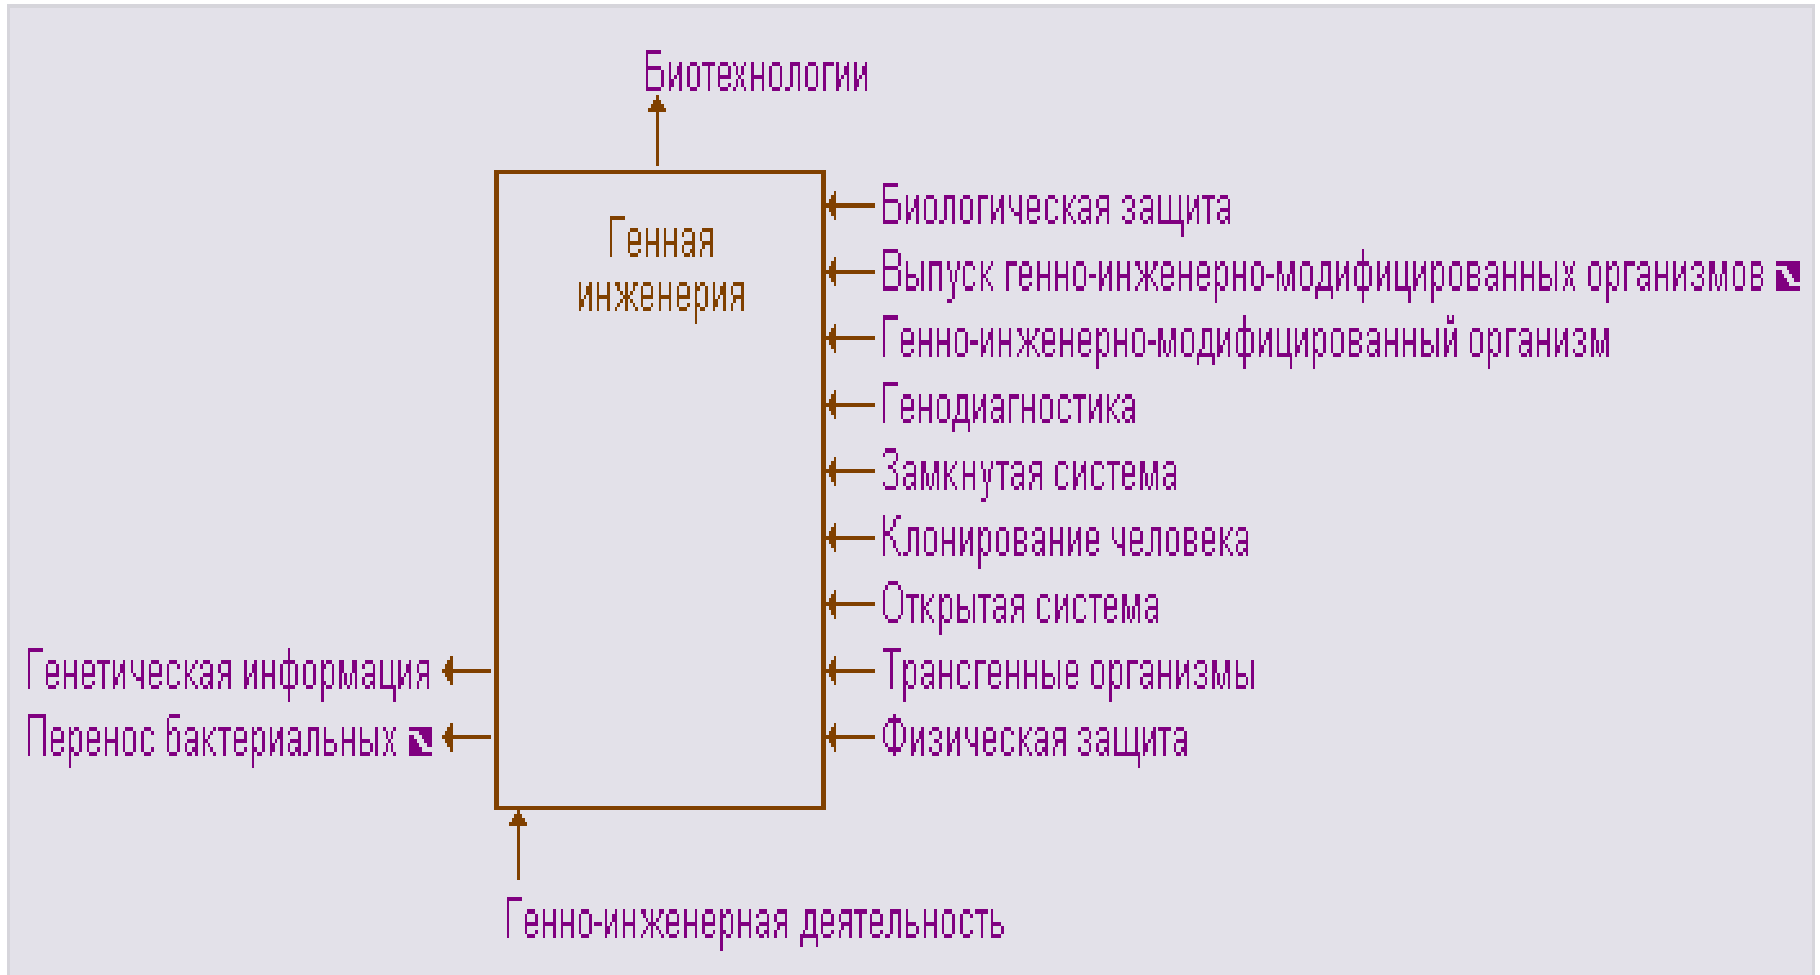 Биотехнологии
Генная
инженерия
Биологическая защита
Выпуск генно-инженерно-модифицированных организмов
Генно-инженерно-модифицированный организм
Генодиагностика
Замкнутая система
Клонирование человека
Открытая система
Генетическая информация
Трансгенные организмы
Перенос бактериальных
Физическая защита
Генно-инженерная деятельность